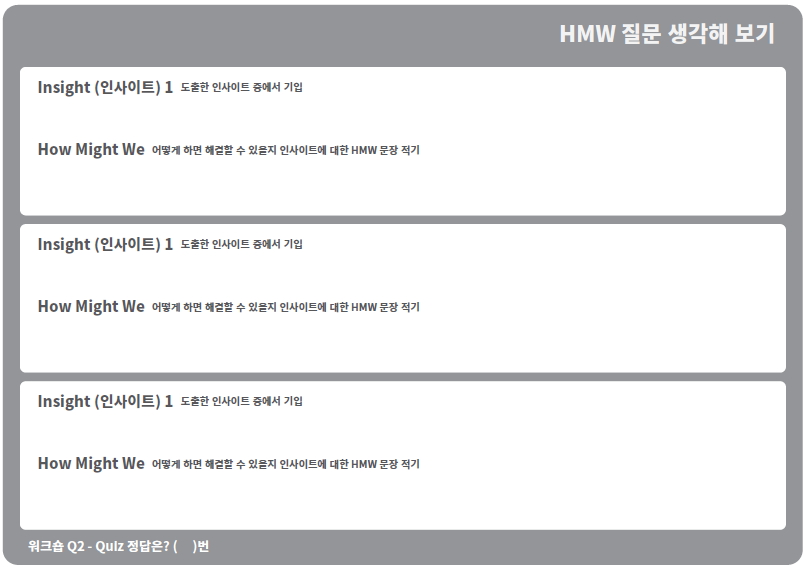 HMW 질문 생각해 보기
Insight (인사이트) 1 도출한 인사이트 중에서 기입
How Might We 어떻게 하면 해결할 수 있을지 인사이트에 대한 HMW 문장 적기
Insight (인사이트) 1 도출한 인사이트 중에서 기입
How Might We 어떻게 하면 해결할 수 있을지 인사이트에 대한 HMW 문장 적기
Insight (인사이트) 1 도출한 인사이트 중에서 기입
How Might We 어떻게 하면 해결할 수 있을지 인사이트에 대한 HMW 문장 적기
워크숍 Q2 - Quiz 정답은? (    )번